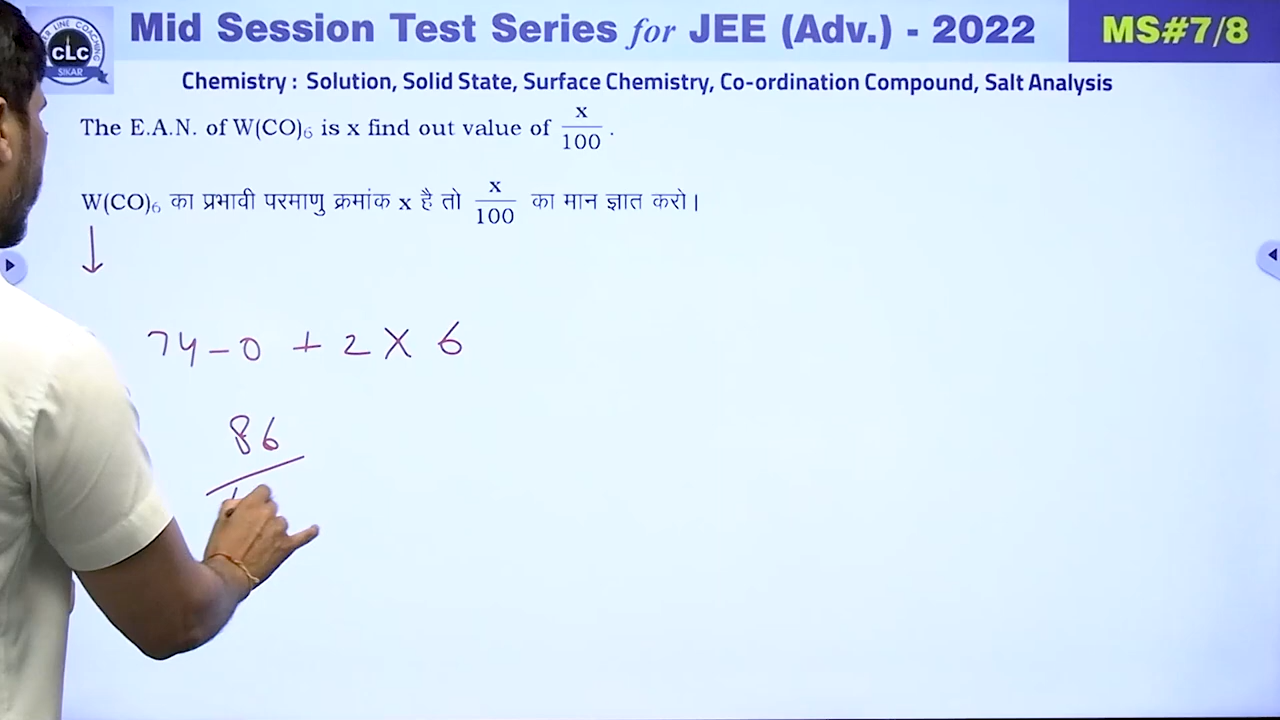 Mid Session Test Series for JEE (Adv.) - 2022
MS#7/8
CLC
SIKAR
Chemistry : Solution, Solid State, Surface Chemistry, Co-ordination Compound, Salt Analysis
The E.A.N. of W(CO)₆ is x find out value of x/100 .
W(CO)₆ का प्रभावी परमाणु क्रमांक x है तो x/100 का मान ज्ञात करो।
↓
74 - 0 + 2 X 6
86